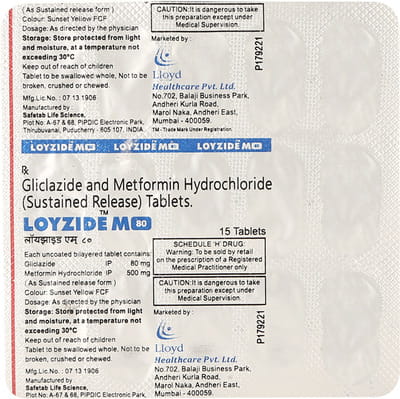 (As Sustained release form )
Colour: Sunset Yellow FCF
Dosage: As directed by the physician
Storage: Store protected from light
and moisture, at a temperature not
exceeding 30°C
Keep out of reach of children
Tablet to be swallowed whole, Not to be
broken, crushed or chewed.
Mfg.Lic.No.: 07 13 1906
Manufactured by :
Safetab Life Science,
Plot No: A-67 & 68, PIPDIC Electronic Park,
Thirubuvanai, Puducherry - 605 107, INDIA
CAUTION:It is dangerous to take
this preparation except under
Medical Supervision.
Marketed by :
Lloyd
Healthcare Pvt. Ltd.
No.702, Balaji Business Park,
Andheri Kurla Road,
Marol Naka, Andheri East,
Mumbai - 400059.
TM - Trade Mark Under Registration.
P179221
LOYZIDE M 80 LOYZIDE M 80 LOYZIDE M 80
Rx
Gliclazide and Metformin Hydrochloride
(Sustained Release) Tablets.
LOYZIDE™ M 80
लॉयझाइड एम् ८०
15 Tablets
Each uncoated bilayered tablet contains:
Gliclazide IP 80 mg
Metformin Hydrochloride IP 500 mg
( As Sustained release form )
Colour: Sunset Yellow FCF
Dosage: As directed by the physician
Storage: Store protected from light
and moisture, at a temperature not
exceeding 30°C
Keep out of reach of children
Tablet to be swallowed whole, Not to be
broken, crushed or chewed.
Mfg.Lic.No.: 07 13 1906
Manufactured by :
Safetab Life Science,
SCHEDULE 'H' DRUG:
Warning: To be sold by retail
on the prescription of a Registered
Medical Practitioner only
CAUTION:It is dangerous to take
this preparation except under
Medical Supervision.
Marketed by :
Lloyd
Healthcare Pvt. Ltd.
No.702, Balaji Business Park,
Andheri Kurla Road,
Marol Naka, Andheri East,
Mumbai - 400059.
P179221